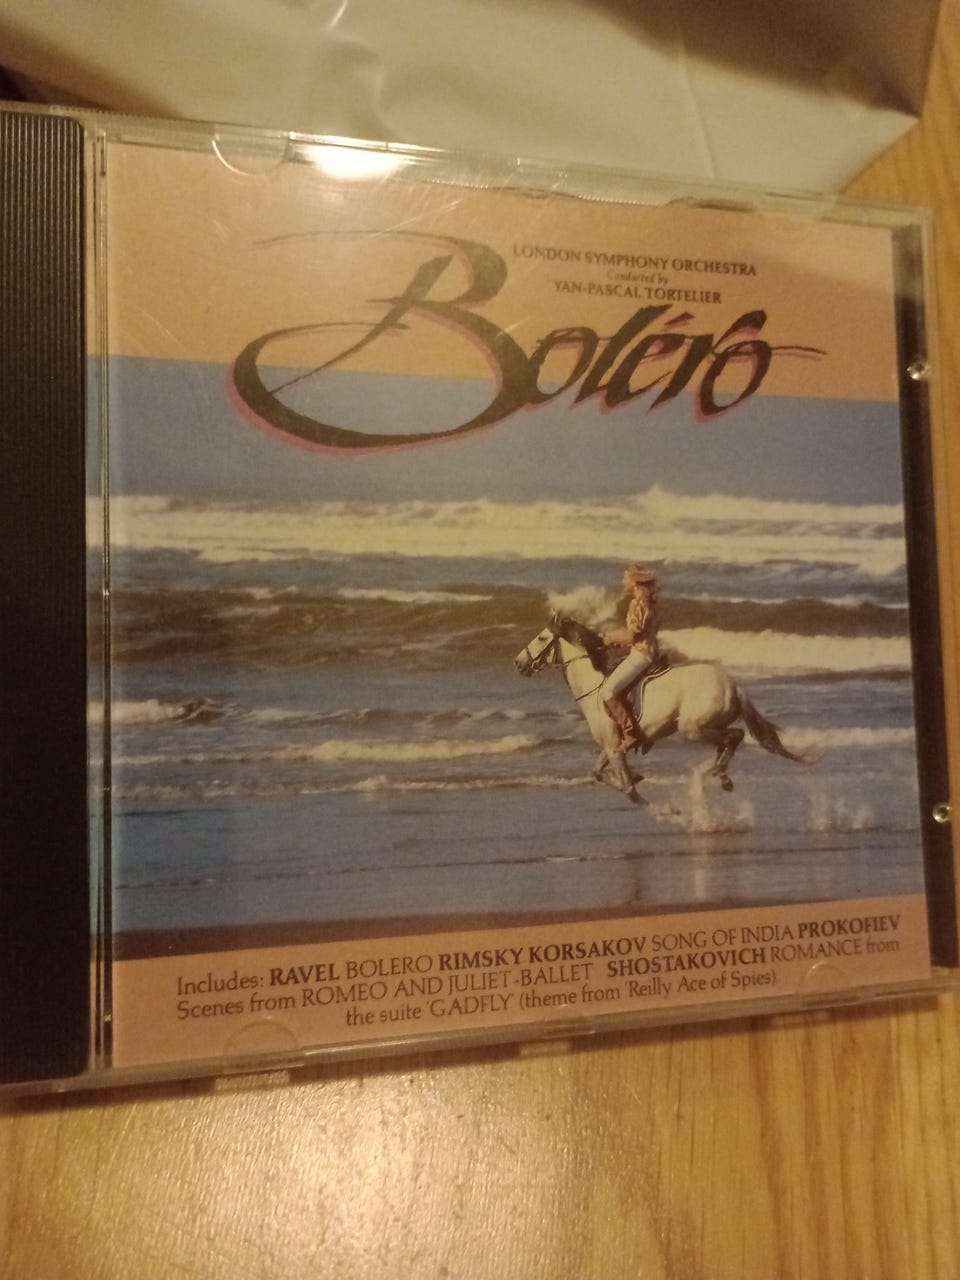 LONDON SYMPHONY ORCHESTRA
Conducted by
YAN-PASCAL TORTELIER
Boléro
Includes: RAVEL BOLERO RIMSKY KORSAKOV SONG OF INDIA PROKOFIEV
Scenes from ROMEO AND JULIET-BALLET SHOSTAKOVICH ROMANCE from
the suite 'GADFLY' (theme from 'Reilly Ace of Spies)